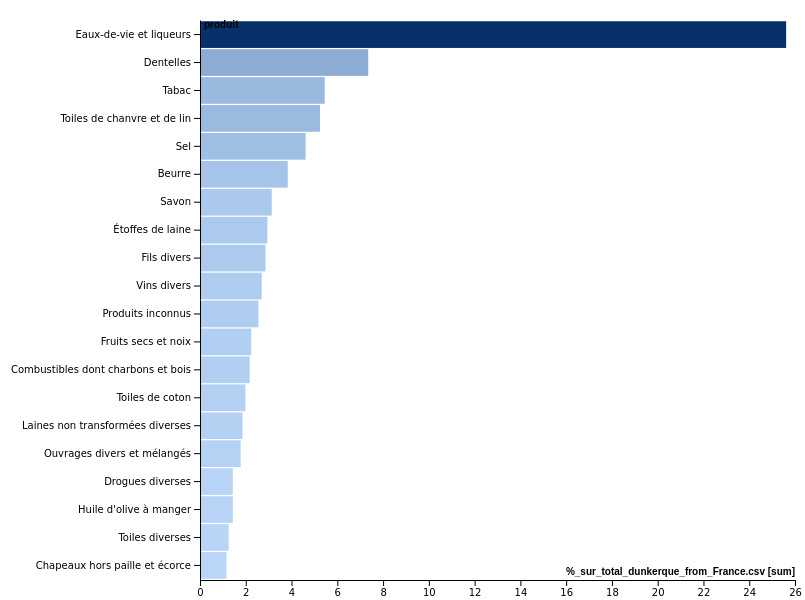 produit
Eaux-de-vie et liqueurs
Dentelles
Tabac
Toiles de chanvre et de lin
Sel
Beurre
Savon
Étoffes de laine
Fils divers
Vins divers
Produits inconnus
Fruits secs et noix
Combustibles dont charbons et bois
Toiles de coton
Laines non transformées diverses
Ouvrages divers et mélangés
Drogues diverses
Huile d'olive à manger
Toiles diverses
Chapeaux hors paille et écorce
%_sur_total_dunkerque_from_France.csv [sum]
0 2 4 6 8 10 12 14 16 18 20 22 24 26